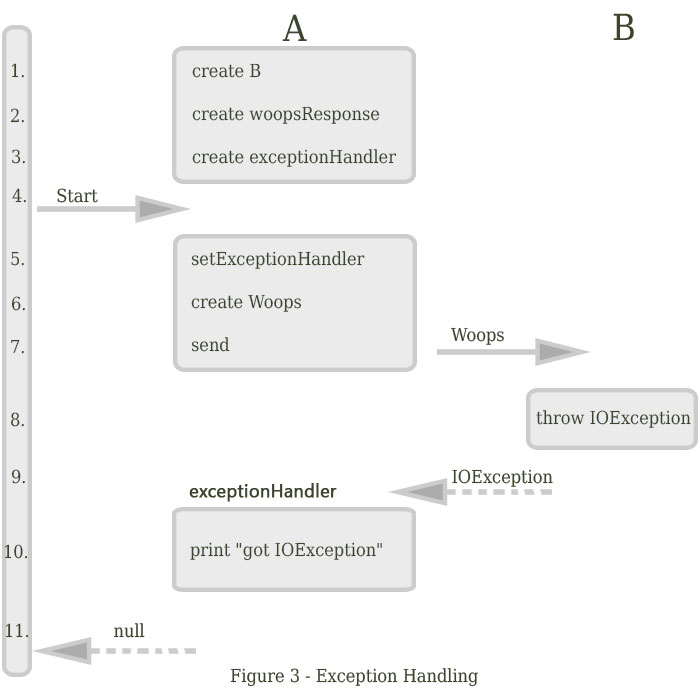 A
B
1.
create B
2.
create woopsResponse
3.
create exceptionHandler
4.
Start
5.
setExceptionHandler
6.
create Woops
7.
send
Woops
8.
throw IOException
9.
exceptionHandler
IOException
10.
print "got IOException"
11.
null
Figure 3 - Exception Handling